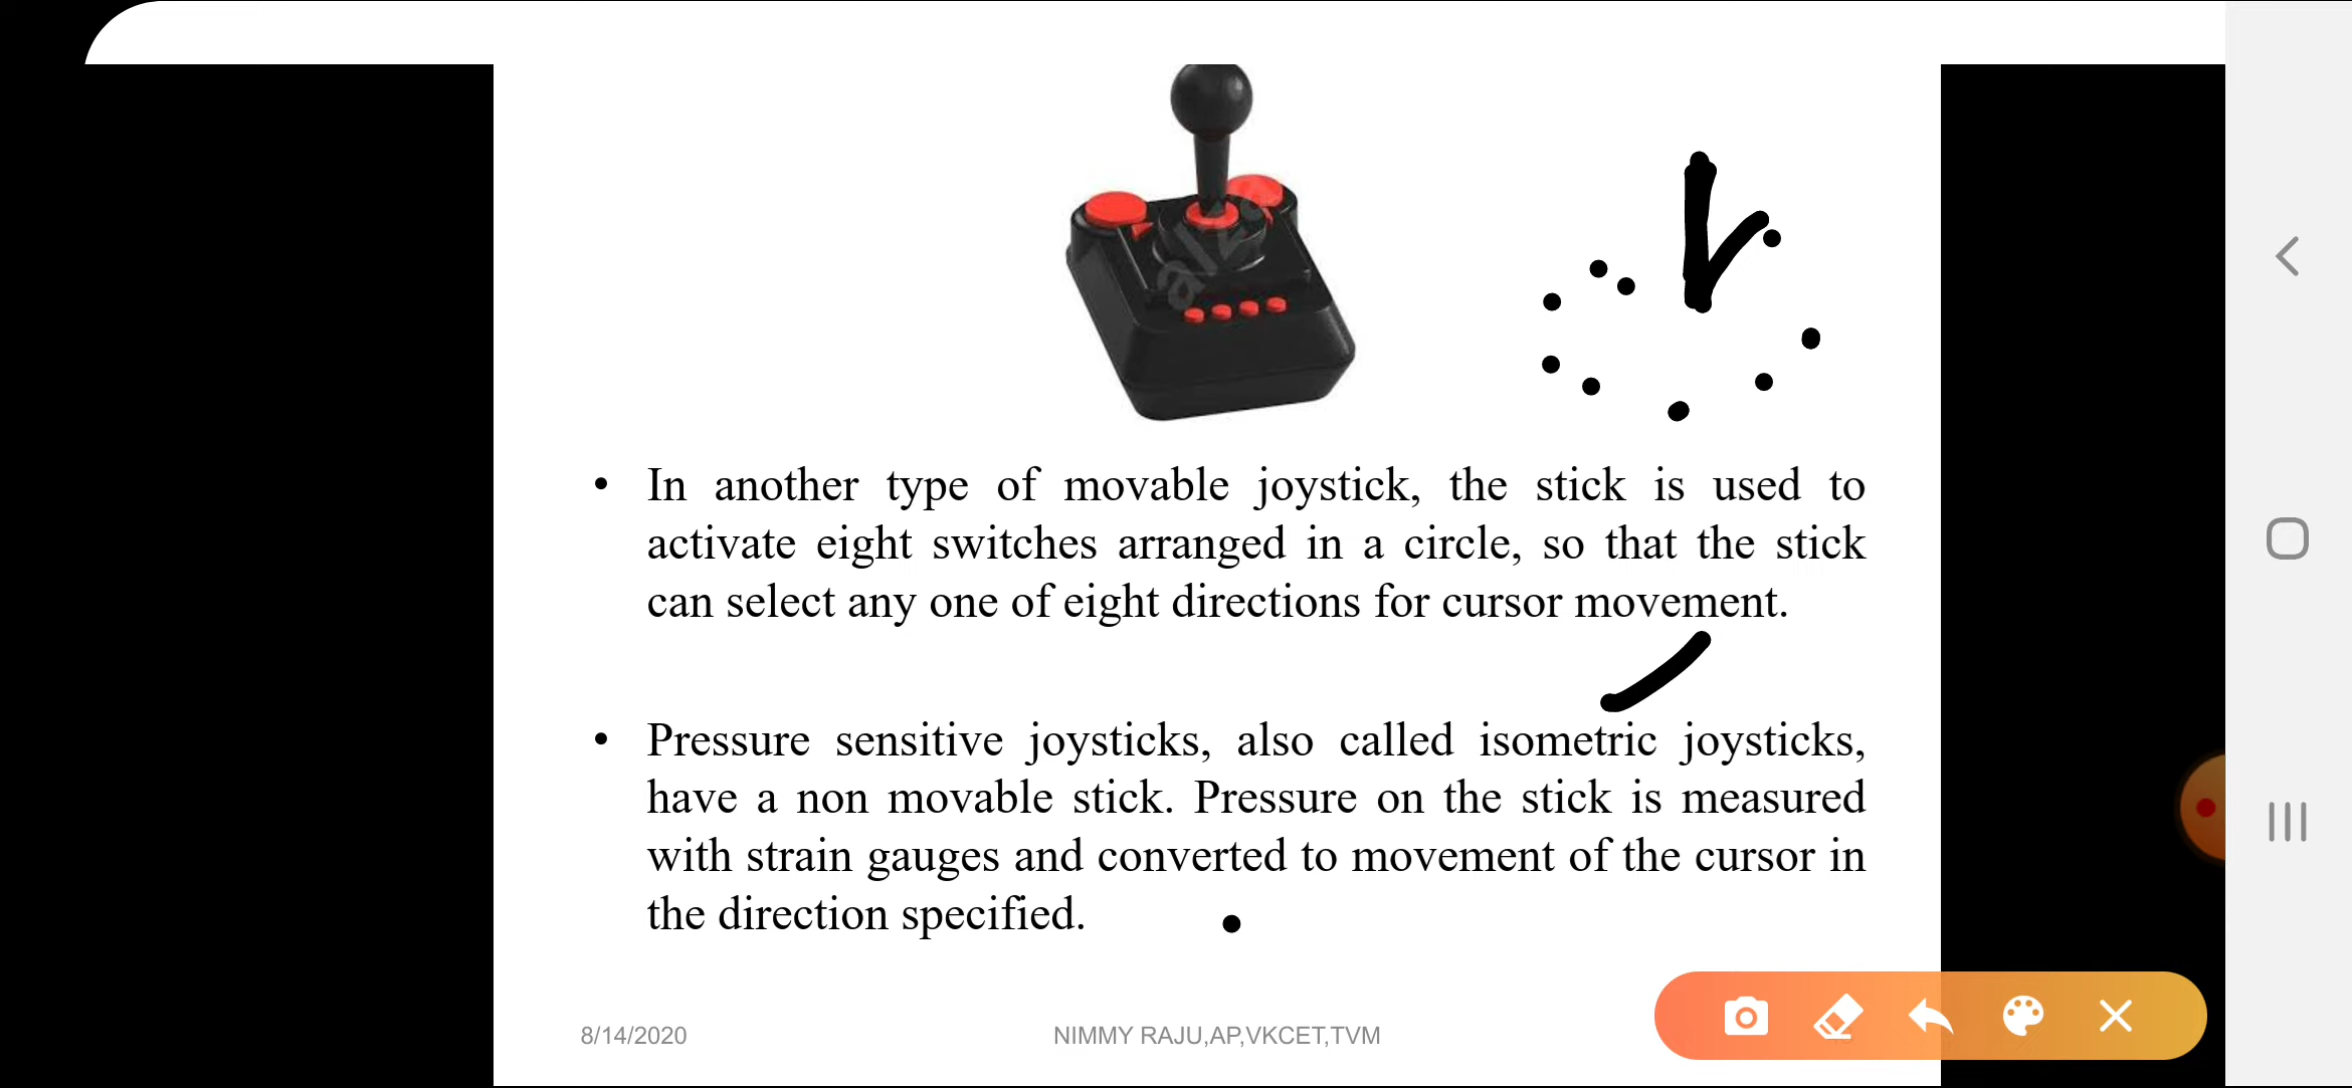 • In another type of movable joystick, the stick is used to
activate eight switches arranged in a circle, so that the stick
can select any one of eight directions for cursor movement.
• Pressure sensitive joysticks, also called isometric joysticks,
have a non movable stick. Pressure on the stick is measured
with strain gauges and converted to movement of the cursor in
the direction specified.
8/14/2020 NIMMY RAJU,AP,VKCET,TVM